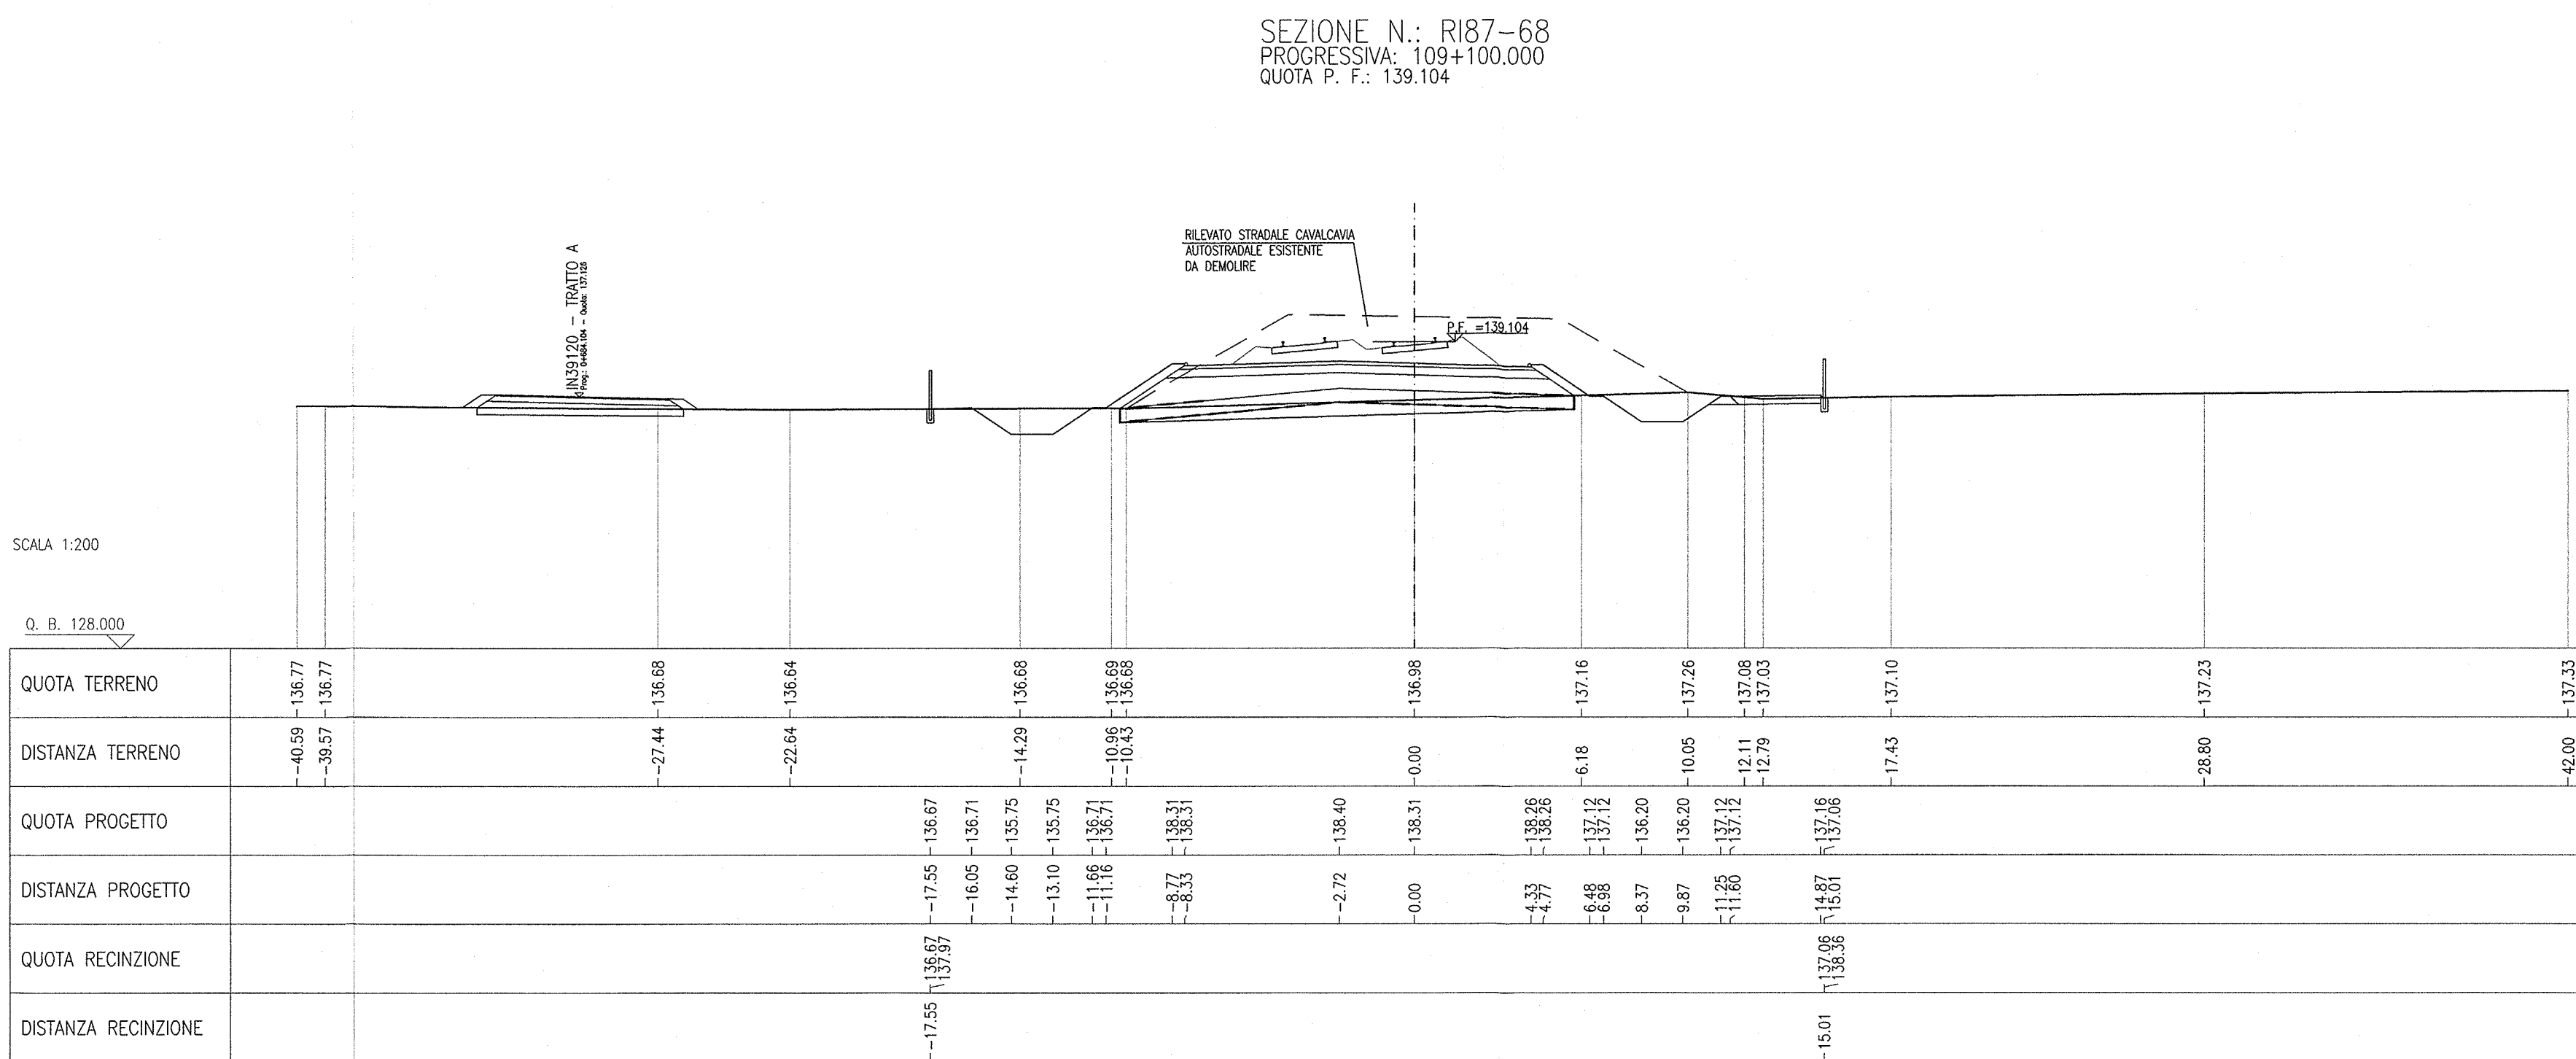 SEZIONE N.: RI87-68
PROGRESSIVA: 109+100.000
QUOTA P. F.: 139.104
RILEVATO STRADALE CAVALCAVIA
AUTOSTRADALE ESISTENTE
DA DEMOLIRE
IN39120 - TRATTO A
Prog.: 0+684.104 - Quota: 137.126
P.F. =139.104
SCALA 1:200
Q. B. 128.000
QUOTA TERRENO 136.77 136.77 136.68 136.64 136.68 136.69 136.68 136.98 137.16 137.26 137.08 137.03 137.10 137.23 137.33
DISTANZA TERRENO -40.59 -39.57 -27.44 -22.64 -14.29 -10.96 -10.43 0.00 6.18 10.05 12.11 12.79 17.43 28.80 42.00
QUOTA PROGETTO 136.67 136.71 135.75 135.75 136.71 136.71 138.31 138.31 138.40 138.31 138.26 138.26 137.12 137.12 136.20 136.20 137.12 137.12 137.16 137.06
DISTANZA PROGETTO -17.55 -16.05 -14.60 -13.10 -11.66 -11.16 -8.77 -8.33 -2.72 0.00 4.33 4.77 6.48 6.98 8.37 9.87 11.25 11.60 14.87 15.01
QUOTA RECINZIONE 136.67 137.97 137.06 138.36
DISTANZA RECINZIONE -17.55 15.01